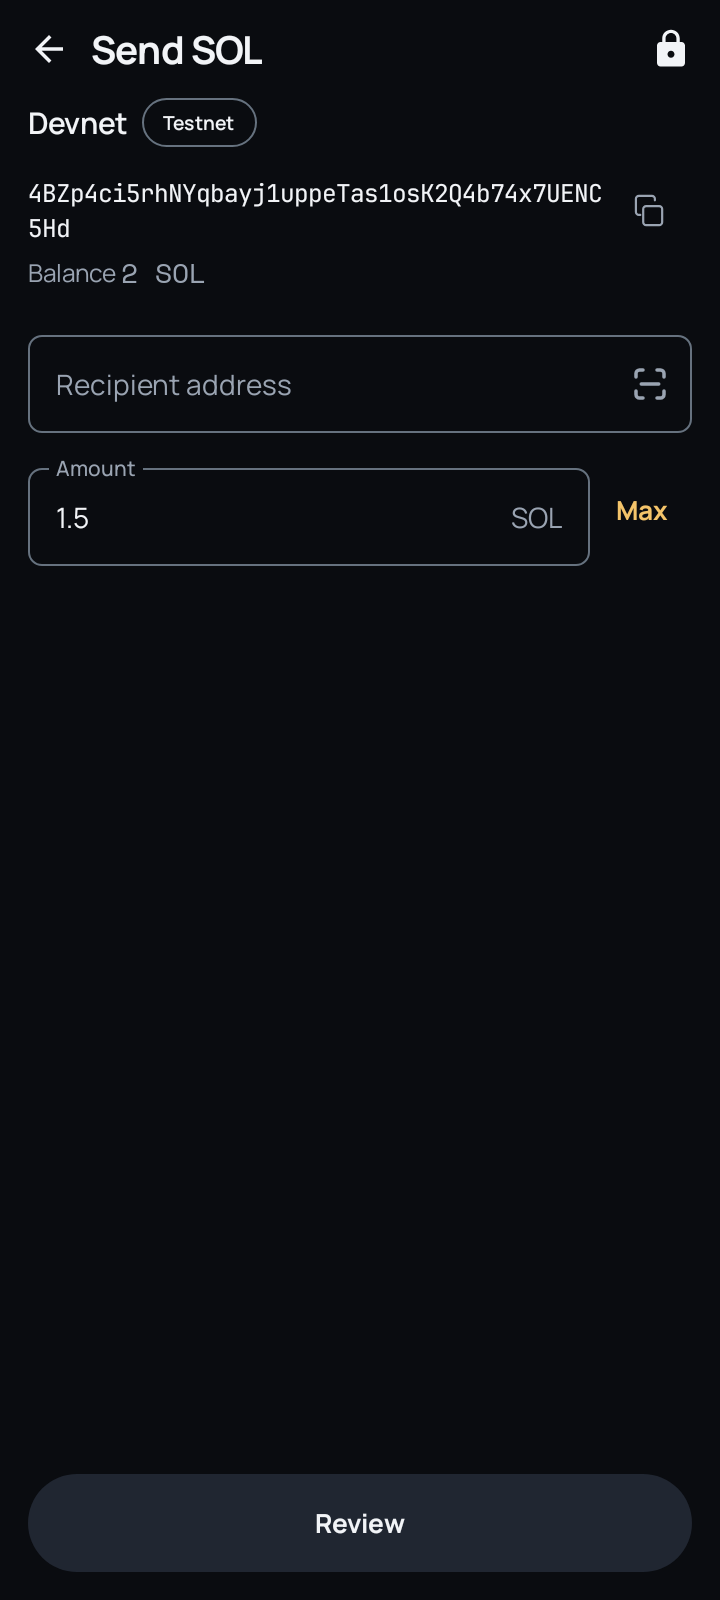 Send SOL
Devnet Testnet
4BZp4ci5rhNYqbayj1uppeTas1osK2Q4b74x7UENC
5Hd
Balance 2 SOL
Recipient address
Amount
1.5 SOL Max
Review